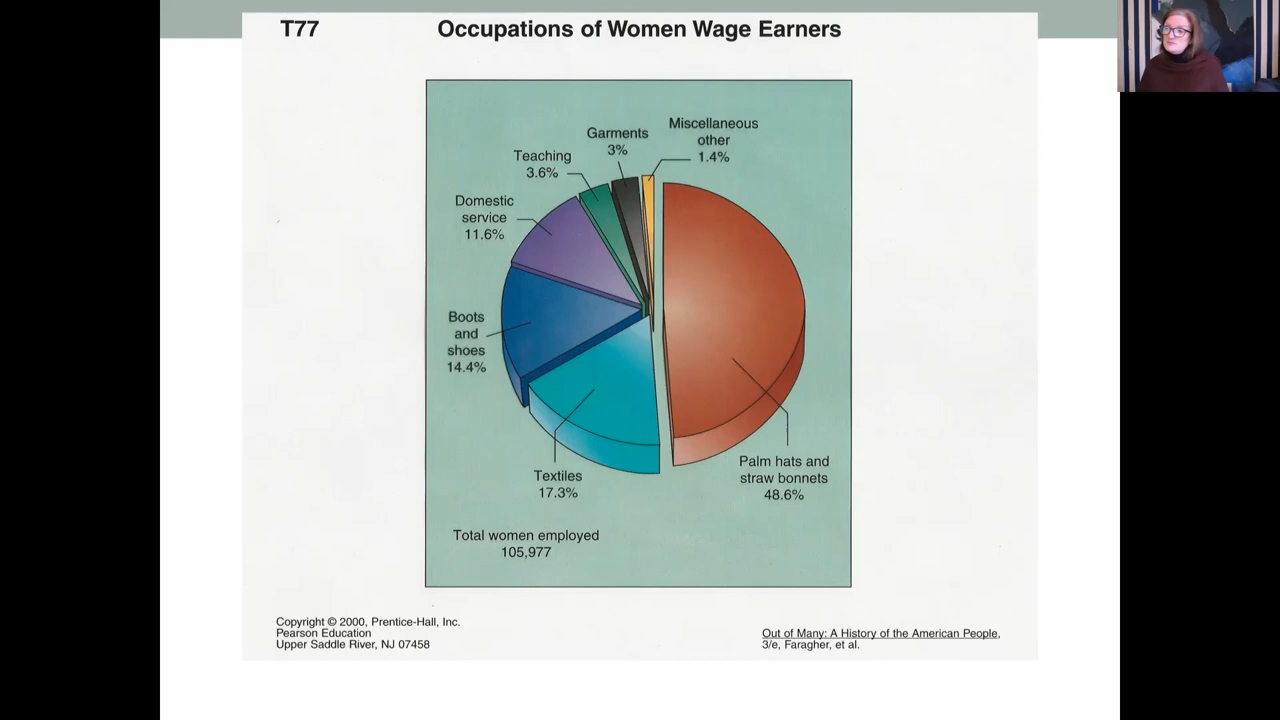 T77
Occupations of Women Wage Earners
Miscellaneous
other
1.4%
Garments
3%
Teaching
3.6%
Domestic
service
11.6%
Boots
and
shoes
14.4%
Textiles
17.3%
Palm hats and
straw bonnets
48.6%
Total women employed
105,977
Copyright © 2000, Prentice-Hall, Inc.
Pearson Education
Upper Saddle River, NJ 07458
Out of Many: A History of the American People,
3/e, Faragher, et al.